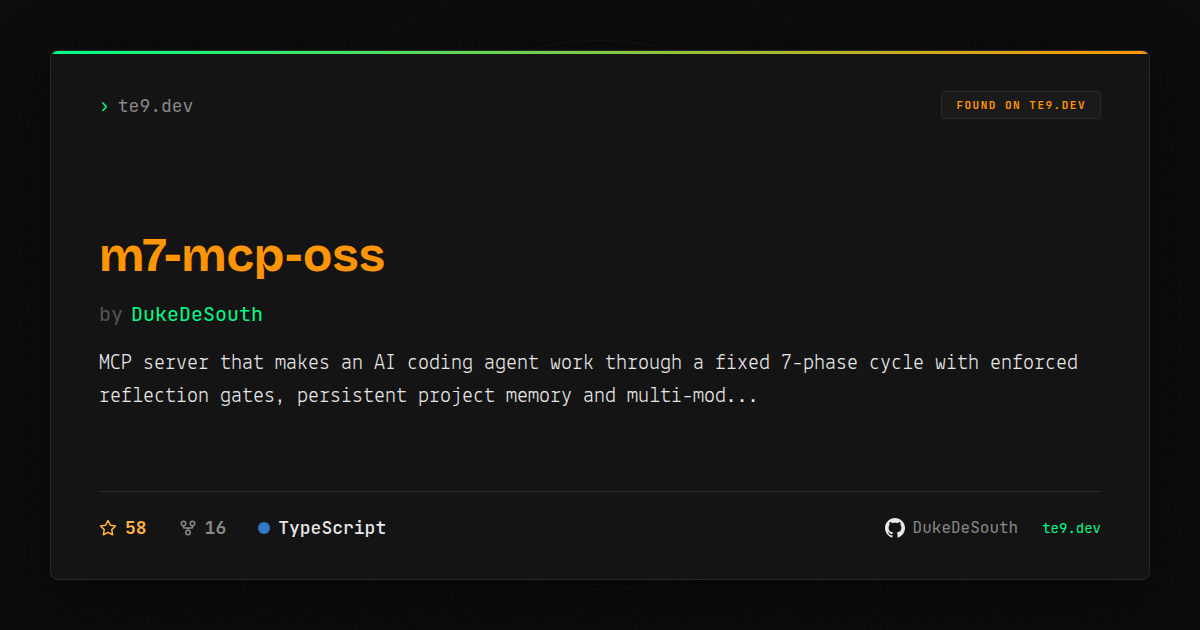 › te9.dev
FOUND ON TE9.DEV
m7-mcp-oss
by DukeDeSouth
MCP server that makes an AI coding agent work through a fixed 7-phase cycle with enforced
reflection gates, persistent project memory and multi-mod...
58 16 TypeScript
DukeDeSouth te9.dev